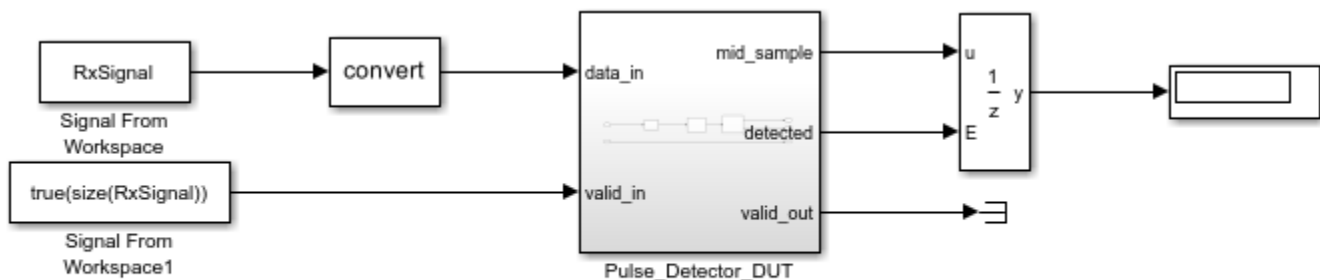 RxSignal
Signal From
Workspace
convert
true(size(RxSignal))
Signal From
Workspace1
data_in
valid_in
mid_sample
detected
valid_out
Pulse_Detector_DUT
u
E
1
z
y